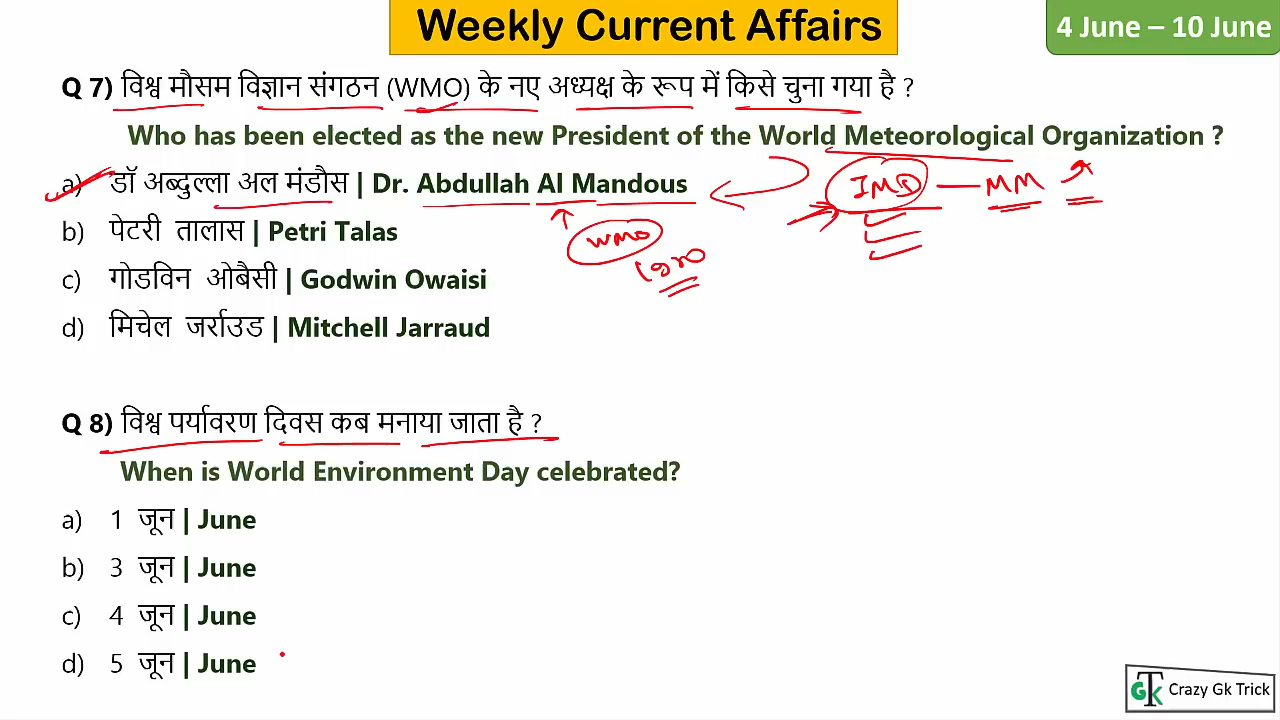 Weekly Current Affairs
4 June – 10 June
Q 7) विश्व मौसम विज्ञान संगठन (WMO) के नए अध्यक्ष के रूप में किसे चुना गया है ?
Who has been elected as the new President of the World Meteorological Organization ?
a) डॉ अब्दुल्ला अल मंडौस | Dr. Abdullah Al Mandous
IMD — MM
b) पेटरी तालास | Petri Talas
WMO
c) गोडविन ओबैसी | Godwin Owaisi
d) मिचेल जर्राउड | Mitchell Jarraud
Q 8) विश्व पर्यावरण दिवस कब मनाया जाता है ?
When is World Environment Day celebrated?
a) 1 जून | June
b) 3 जून | June
c) 4 जून | June
d) 5 जून | June
GTK Crazy Gk Trick